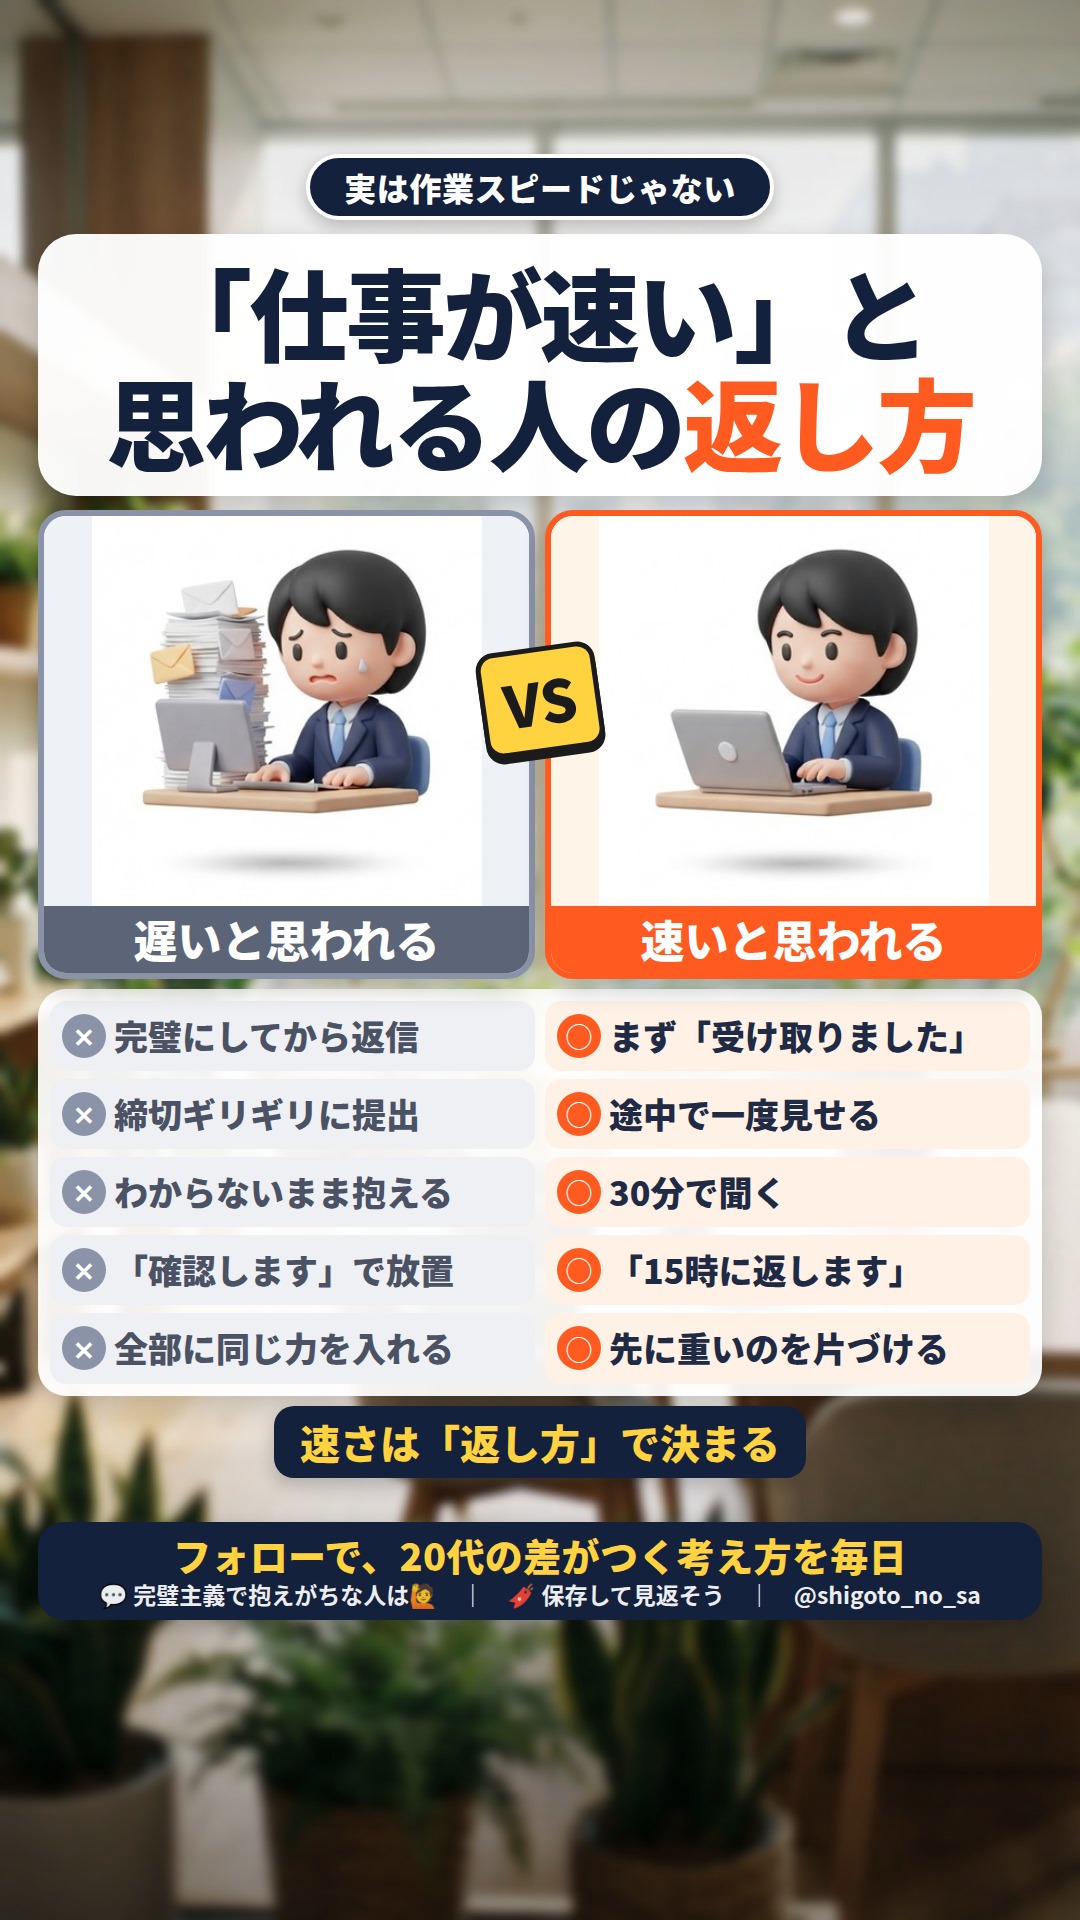 実は作業スピードじゃない
「仕事が速い」と
思われる人の返し方
VS
遅いと思われる
速いと思われる
× 完璧にしてから返信
◯ まず「受け取りました」
× 締切ギリギリに提出
◯ 途中で一度見せる
× わからないまま抱える
◯ 30分で聞く
× 「確認します」で放置
◯ 「15時に返します」
× 全部に同じ力を入れる
◯ 先に重いのを片づける
速さは「返し方」で決まる
フォローで、20代の差がつく考え方を毎日
💬 完璧主義で抱えがちな人は🙋 ｜ 🔖 保存して見返そう ｜ @shigoto_no_sa